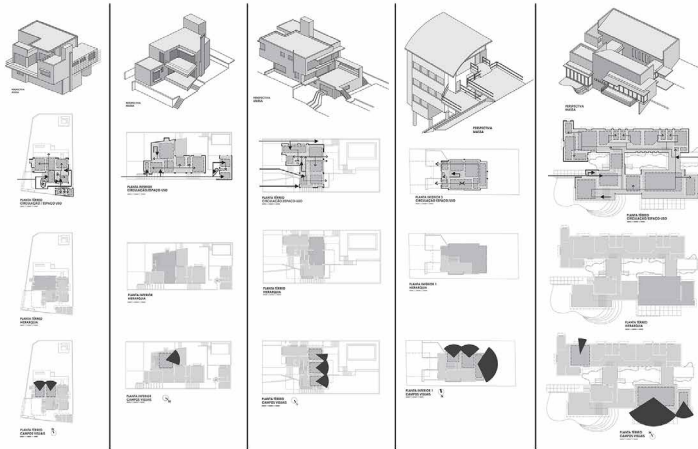 PERSPECTIVA
MASSA
PERSPECTIVA
MASSA
PERSPECTIVA
MASSA
PERSPECTIVA
MASSA
PERSPECTIVA
MASSA
PLANTA TÉRREO
CIRCULAÇÃO / ESPAÇO USO
PLANTA INFERIOR
CIRCULAÇÃO/ESPAÇO USO
PLANTA TÉRREO
CIRCULAÇÃO/ESPAÇO USO
PLANTA INFERIOR 2
CIRCULAÇÃO/ESPAÇO USO
PLANTA TÉRREO
CIRCULAÇÃO/ESPAÇO USO
PLANTA TÉRREO
HIERARQUIA
PLANTA INFERIOR
HIERARQUIA
PLANTA TÉRREO
HIERARQUIA
PLANTA INFERIOR 1
HIERARQUIA
PLANTA TÉRREO
HIERARQUIA
PLANTA TÉRREO
CAMPOS VISUAIS
PLANTA INFERIOR
CAMPOS VISUAIS
PLANTA TÉRREO
CAMPOS VISUAIS
PLANTA INFERIOR 1
CAMPOS VISUAIS
PLANTA TÉRREO
CAMPOS VISUAIS